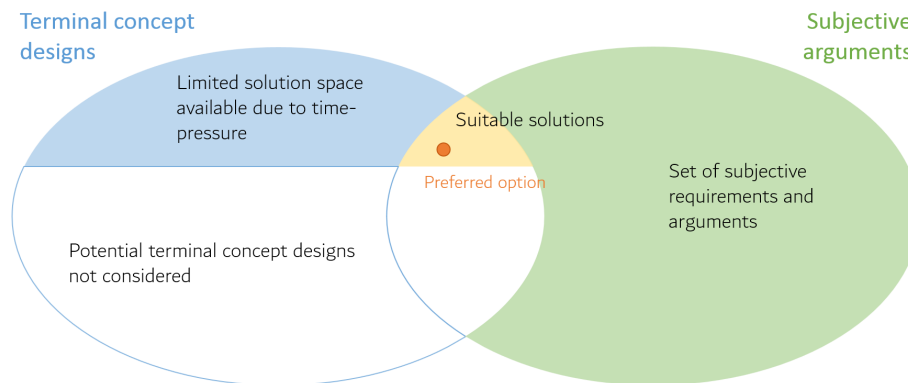 Terminal concept
designs
Subjective
arguments
Limited solution space
available due to time-
pressure
Suitable solutions
Preferred option
Set of subjective
requirements and
arguments
Potential terminal concept designs
not considered